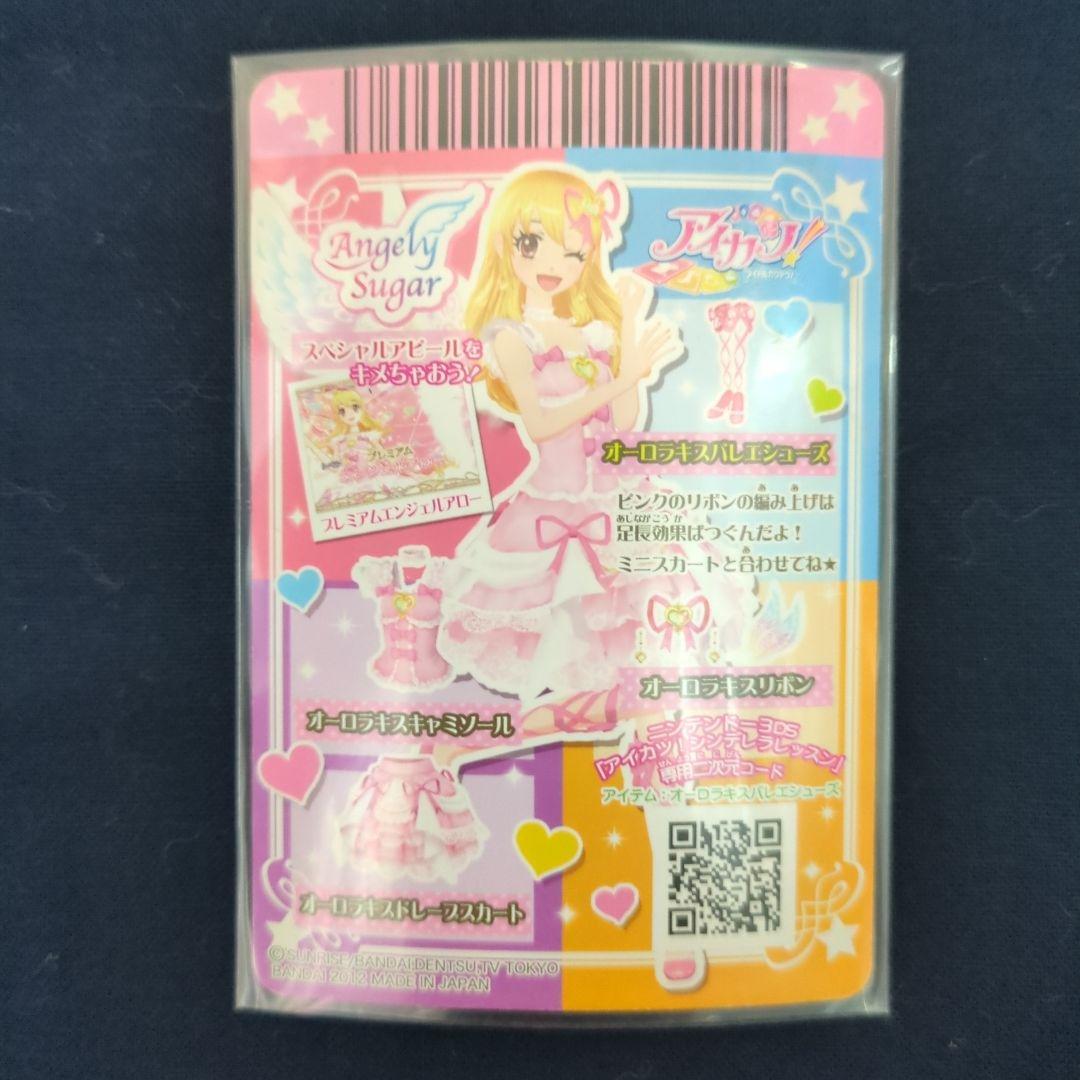 Angely
Sugar
アイカツ!
スペシャルアピールを
キメちゃおう!
プレミアム
プレミアムエンジェルアロー
オーロラキスバレエシューズ
ピンクのリボンの編み上げは
足長効果ばつぐんだよ!
ミニスカートと合わせてね★
オーロラキスリボン
オーロラキスキャミソール
ニンテンドー3DS
「アイカツ!シンデレラレッスン」
専用二次元コード
アイテム:オーロラキスバレエシューズ
オーロラキスドレープスカート
©SUNRISE/BANDAI,DENTSU,TV TOKYO
BANDAI 2012 MADE IN JAPAN